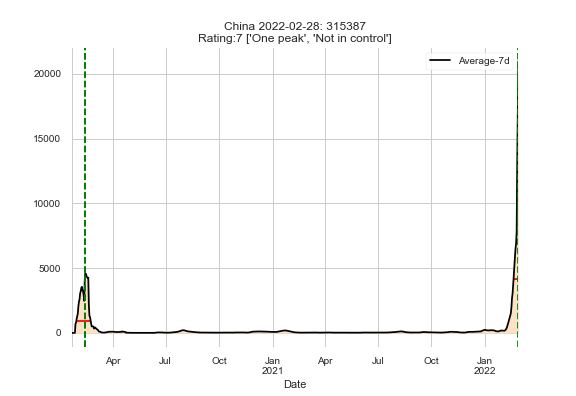 China 2022-02-28: 315387
Rating:7 ['One peak', 'Not in control']
Average-7d
20000
15000
10000
5000
0
Apr
Jul
Oct
Jan
2021
Apr
Jul
Oct
Jan
2022
Date